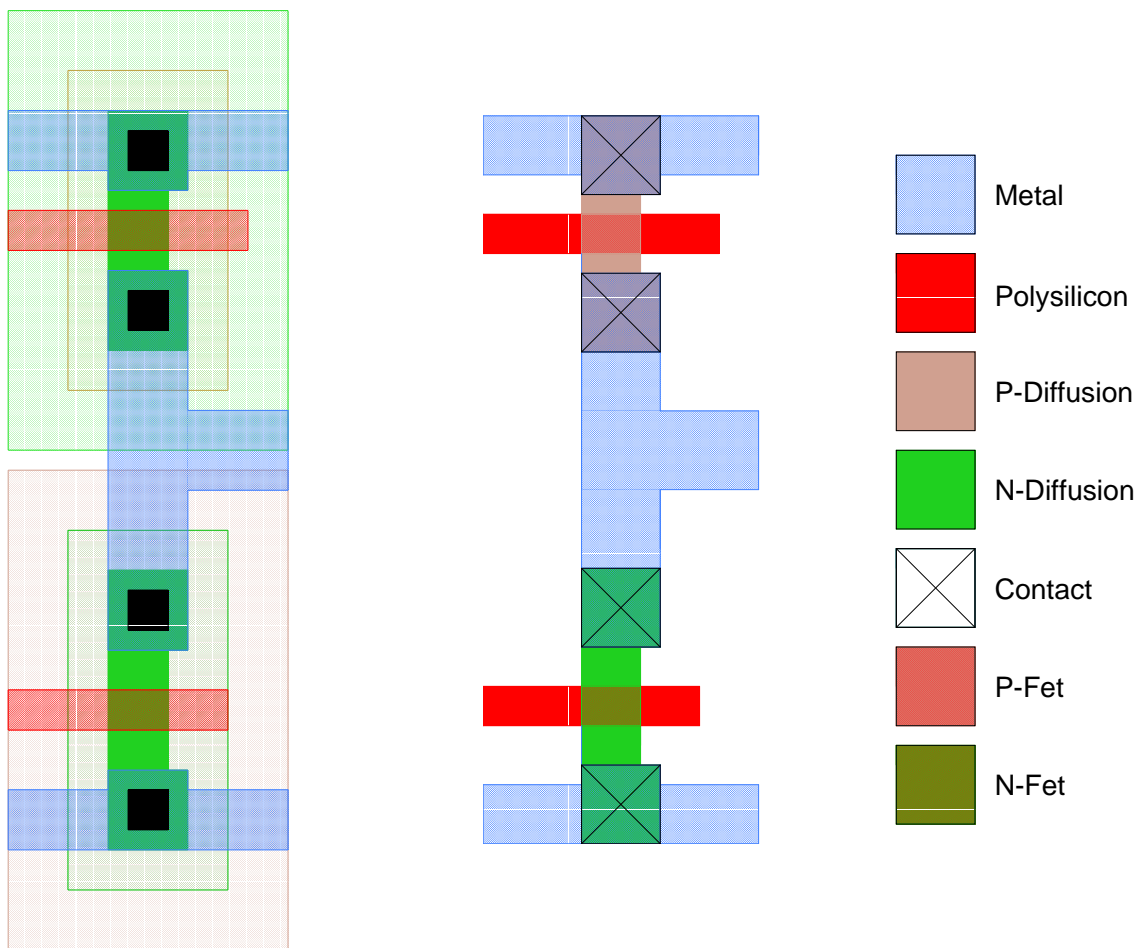 Metal
Polysilicon
P-Diffusion
N-Diffusion
Contact
P-Fet
N-Fet